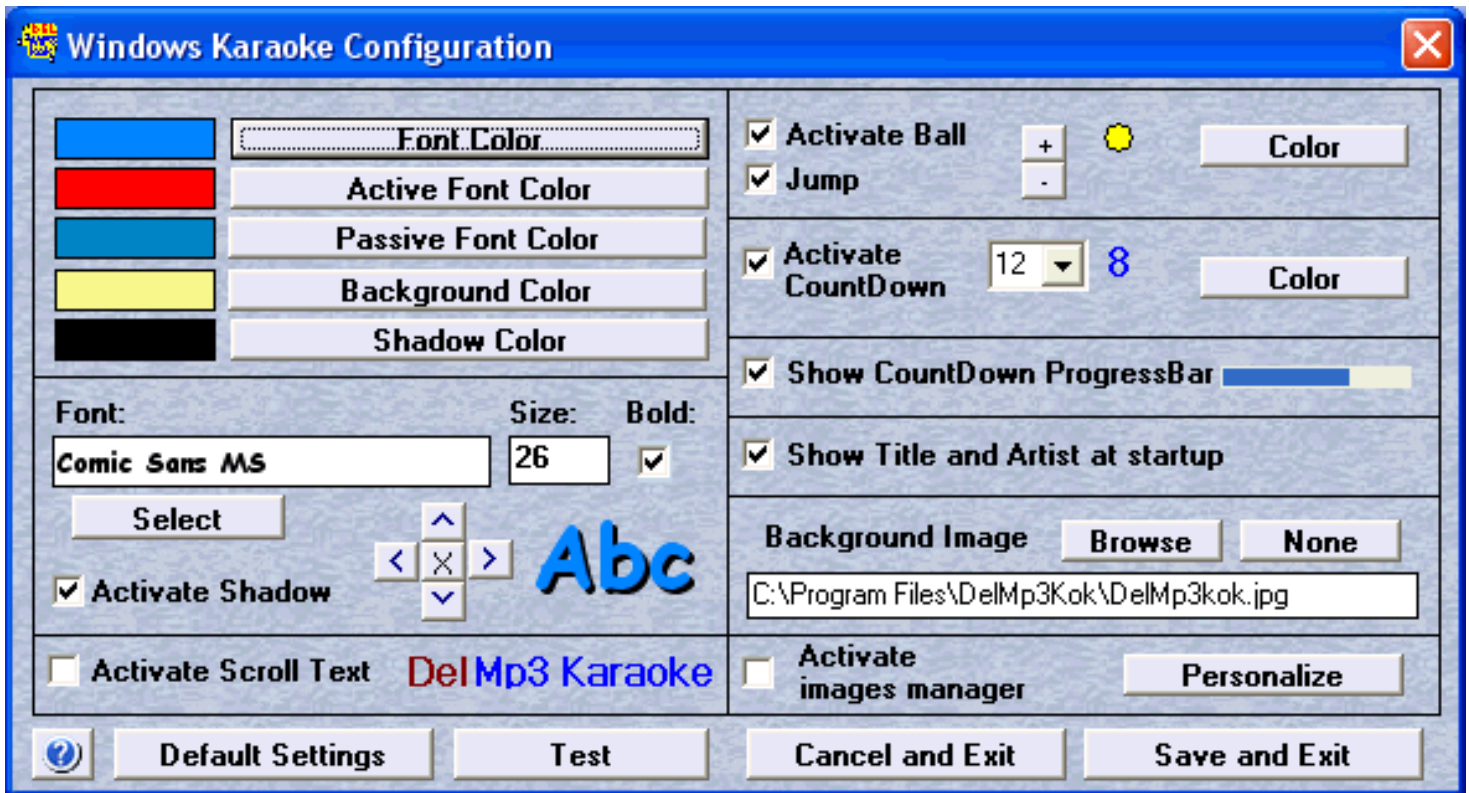 Windows Karaoke Configuration
Font Color
Active Font Color
Passive Font Color
Background Color
Shadow Color
Font:
Size:
Bold:
Comic Sans MS
26
Select
Abc
Activate Shadow
X
Activate Scroll Text
DelMp3 Karaoke
Activate Ball
+
Color
Jump
-
Activate
CountDown
12
8
Color
Show CountDown ProgressBar
Show Title and Artist at startup
Background Image
Browse
None
C:\Program Files\DelMp3Kok\DelMp3kok.jpg
Activate
images manager
Personalize
?
Default Settings
Test
Cancel and Exit
Save and Exit